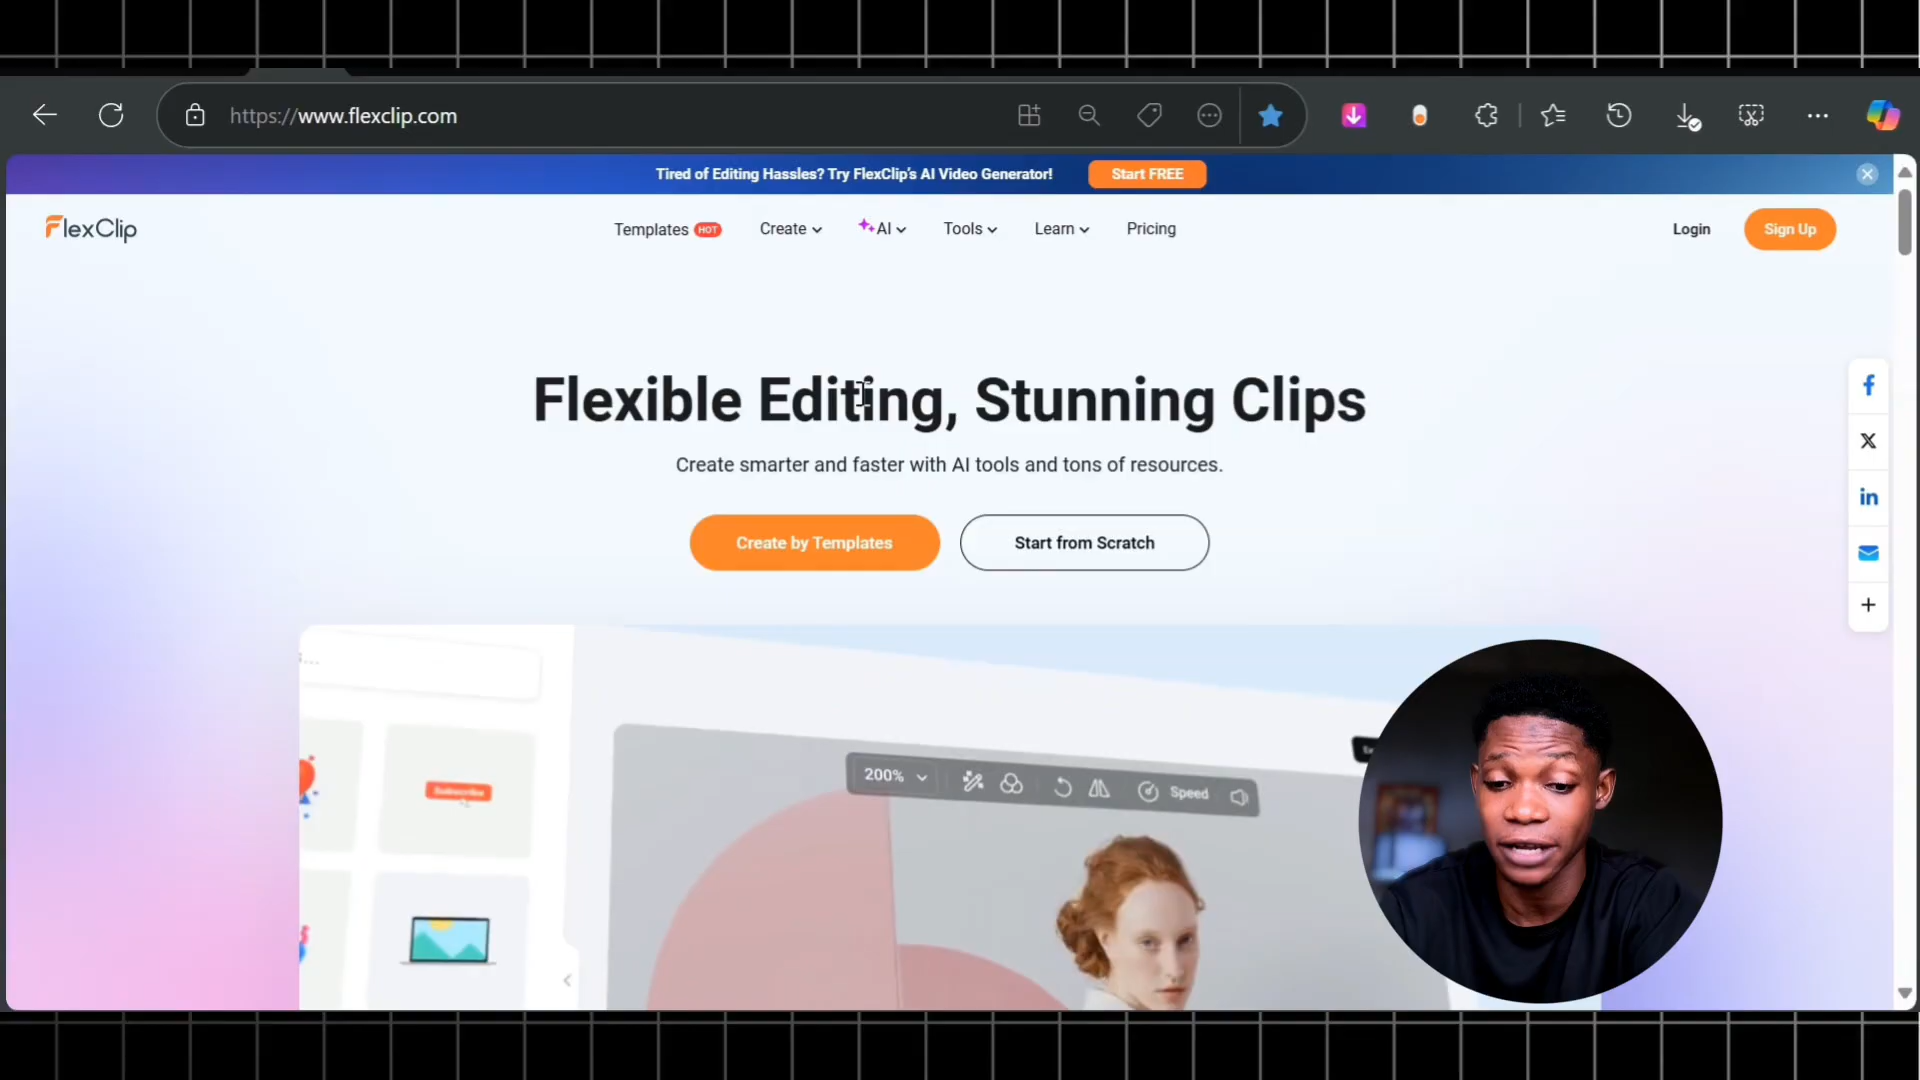 https://www.flexclip.com
Tired of Editing Hassles? Try FlexClip's AI Video Generator!
Start FREE
FlexClip
Templates HOT
Create
AI
Tools
Learn
Pricing
Login
Sign Up
Flexible Editing, Stunning Clips
Create smarter and faster with AI tools and tons of resources.
Create by Templates
Start from Scratch
200%
Speed
Subscribe